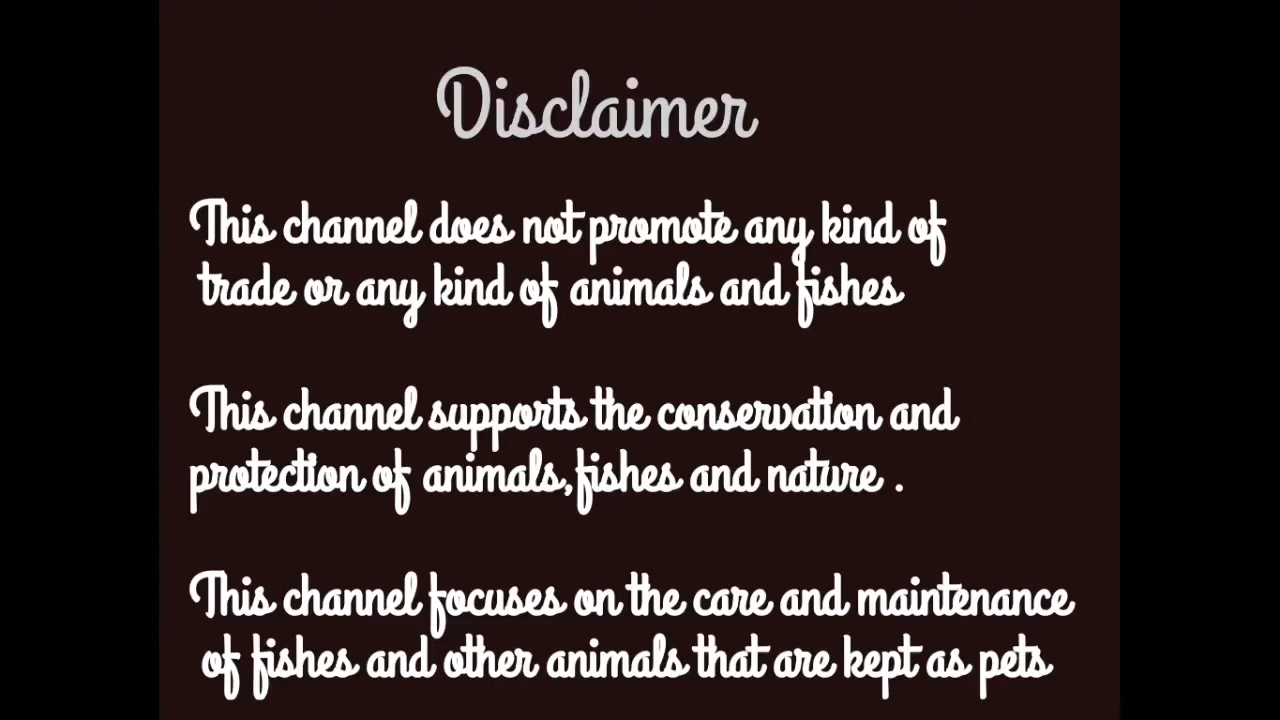 Disclaimer
This channel does not promote any kind of
trade or any kind of animals and fishes
This channel supports the conservation and
protection of animals,fishes and nature .
This channel focuses on the care and maintenance
of fishes and other animals that are kept as pets